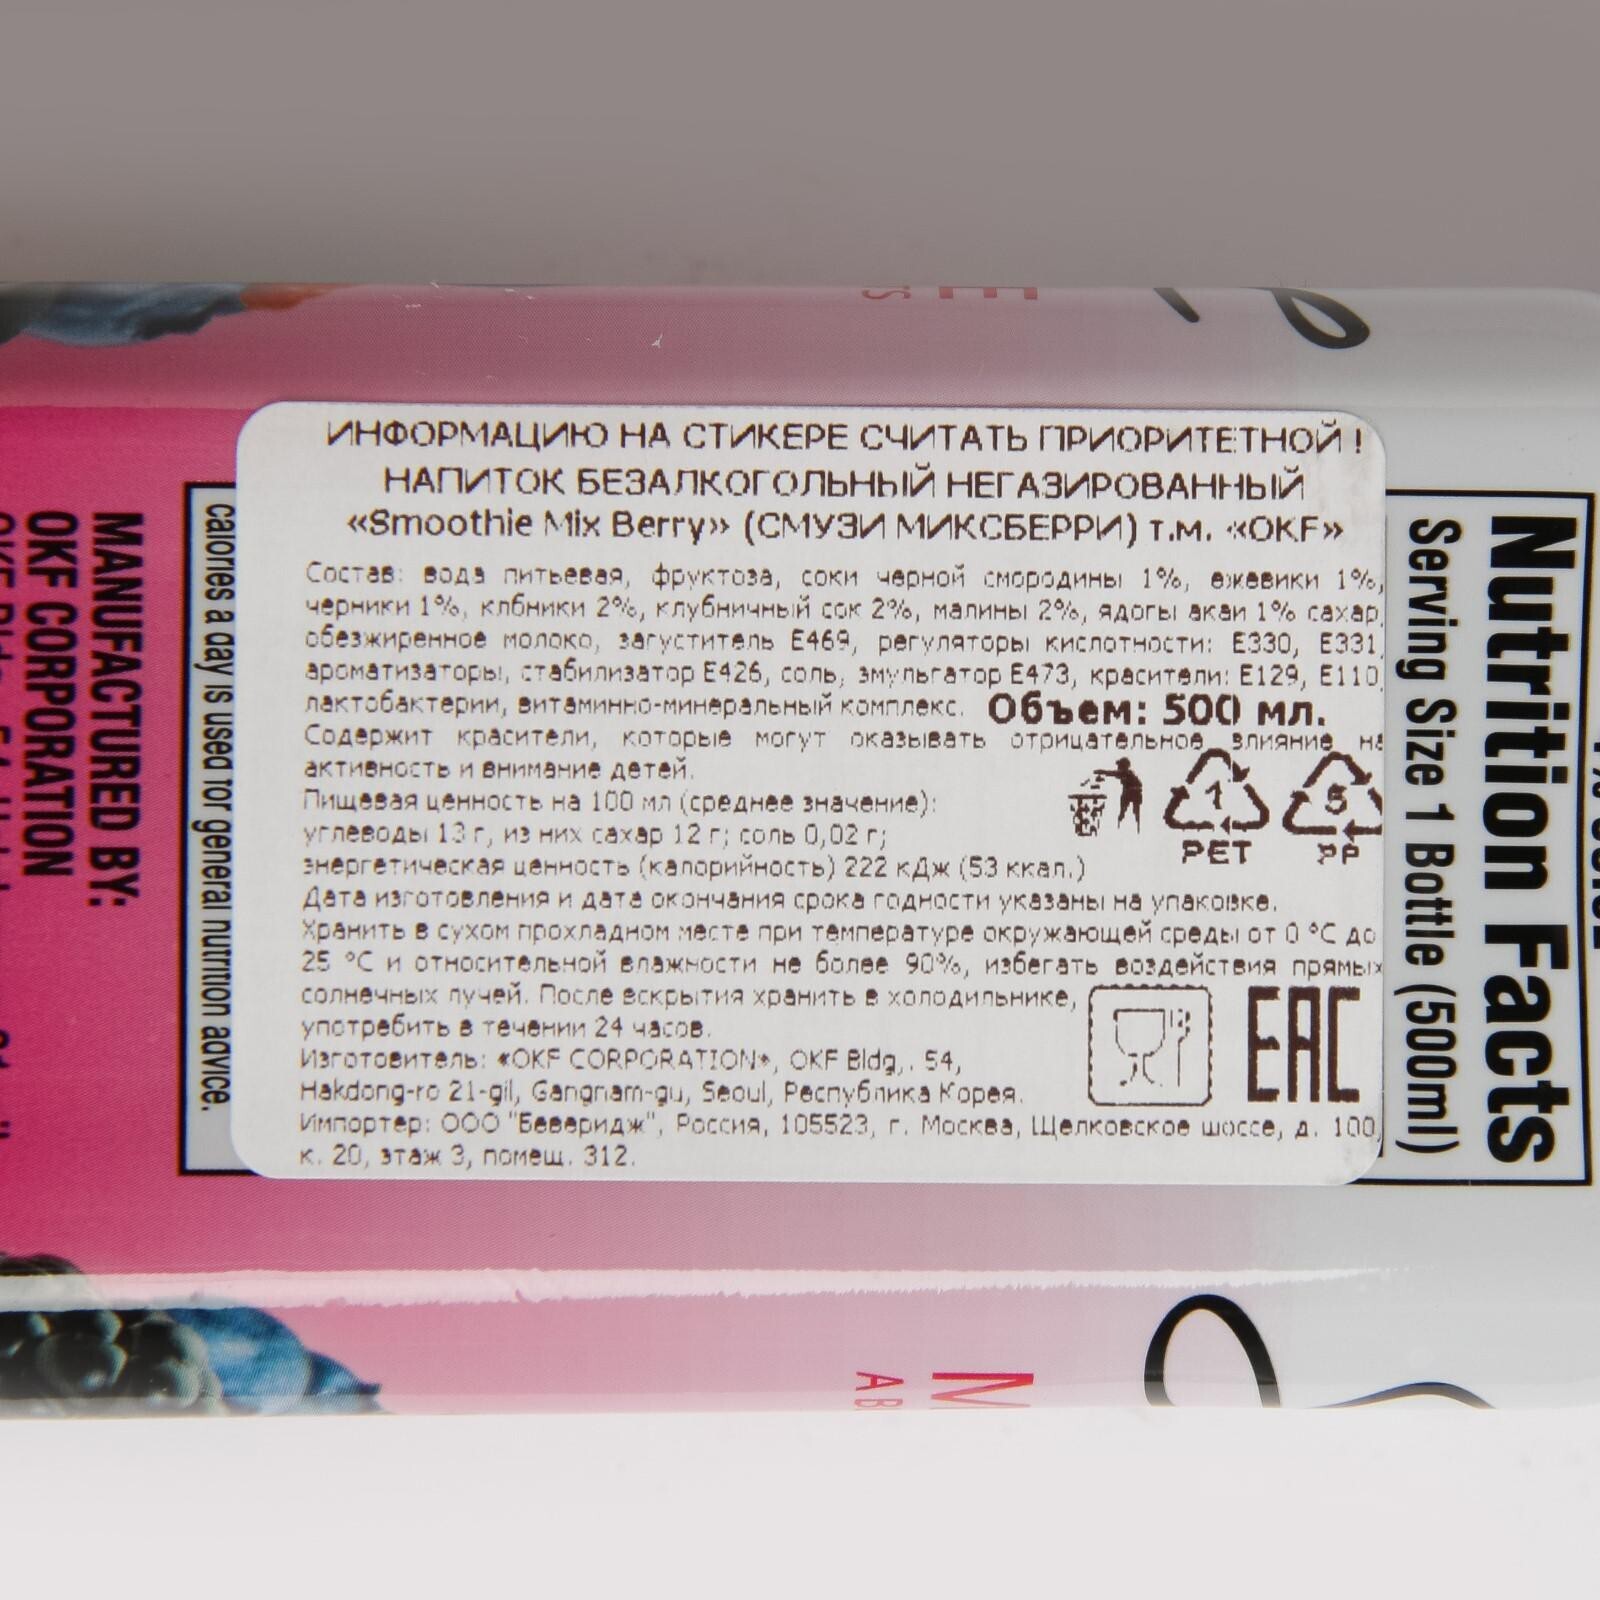 ИНФОРМАЦИЮ НА СТИКЕРЕ СЧИТАТЬ ПРИОРИТЕТНОЙ !
НАПИТОК БЕЗАЛКОГОЛЬНЫЙ НЕГАЗИРОВАННЫЙ
«Smoothie Mix Berry» (СМУЗИ МИКСБЕРРИ) т.м. «OKF»
Состав: вода питьевая, фруктоза, соки черной смородины 1%, ежевики 1%,
черники 1%, клбники 2%, клубничный сок 2%, малины 2%, ядогы акаи 1% сахар,
обезжиренное молоко, загуститель Е469, регуляторы кислотности: Е330, Е331,
ароматизаторы, стабилизатор Е426, соль, эмульгатор Е473, красители: Е129, Е110,
лактобактерии, витаминно-минеральный комплекс. Объем: 500 мл.
Содержит красители, которые могут оказывать отрицательное влияние на
активность и внимание детей.
Пищевая ценность на 100 мл (среднее значение):
углеводы 13 г, из них сахар 12 г; соль 0,02 г;
энергетическая ценность (калорийность) 222 кДж (53 ккал.)
1
PET
5
PP
Дата изготовления и дата окончания срока годности указаны на упаковке.
Хранить в сухом прохладном месте при температуре окружающей среды от 0 °С до
25 °С и относительной влажности не более 90%, избегать воздействия прямых
солнечных лучей. После вскрытия хранить в холодильнике,
употребить в течении 24 часов.
Изготовитель: «OKF CORPORATION», OKF Bldg,. 54,
Hakdong-ro 21-gil, Gangnam-gu, Seoul, Республика Корея.
EAC
Импортер: ООО "Беверидж", Россия, 105523, г. Москва, Щелковское шоссе, д. 100,
к. 20, этаж 3, помещ. 312.
Nutrition Facts
Serving Size 1 Bottle (500ml)
calories a day is used for general nutrition advice.
MANUFACTURED BY:
OKF CORPORATION